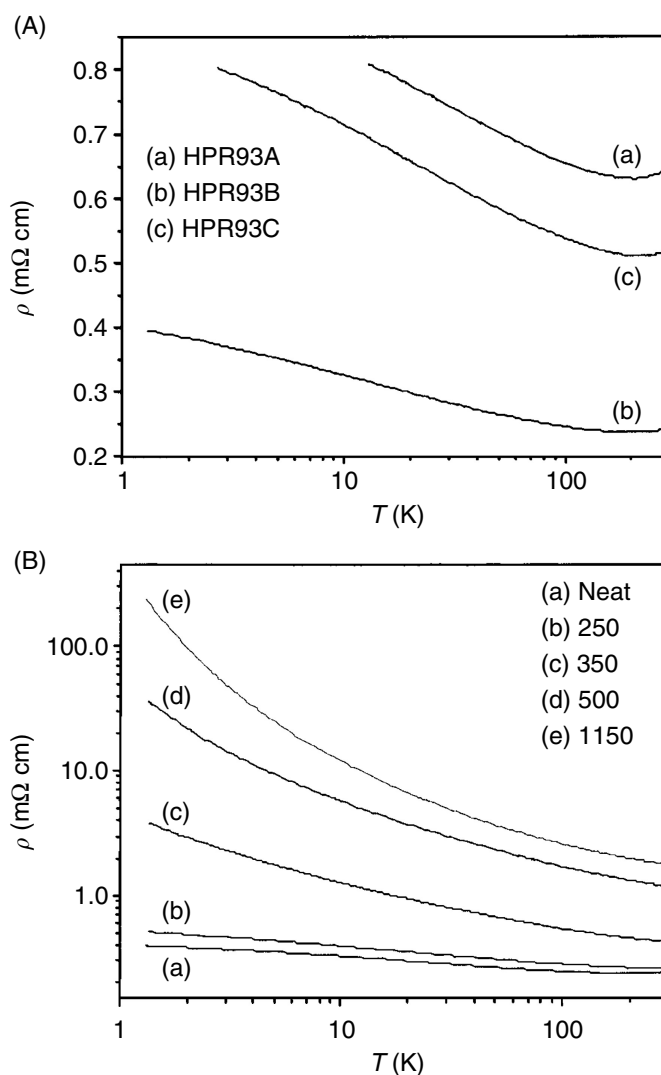 (A)
0.8
0.7
0.6
0.5
0.4
0.3
0.2
ρ (mΩ cm)
(a) HPR93A
(b) HPR93B
(c) HPR93C
(a)
(c)
(b)
1
10
100
T (K)
(B)
100.0
10.0
1.0
ρ (mΩ cm)
(e)
(d)
(c)
(b)
(a)
(a) Neat
(b) 250
(c) 350
(d) 500
(e) 1150
1
10
100
T (K)